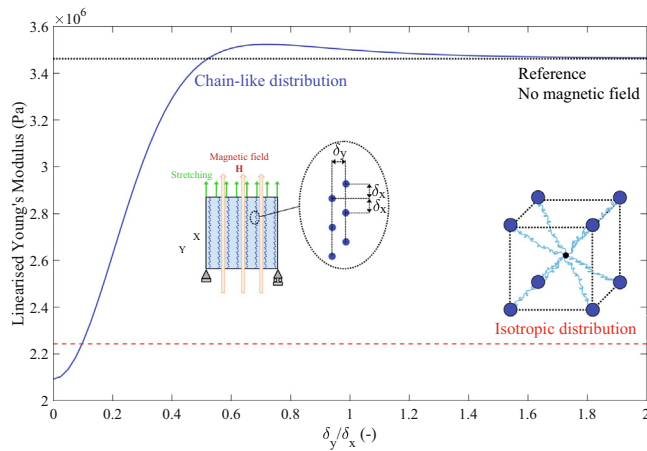 ×10⁶
3.6
3.4
3.2
3
2.8
2.6
2.4
2.2
2
Linearised Young's Modulus (Pa)
Chain-like distribution
Reference
No magnetic field
Magnetic field
H
Stretching
X
Y
δy
δx
δx
Isotropic distribution
0 0.2 0.4 0.6 0.8 1 1.2 1.4 1.6 1.8 2
δy/δx (-)